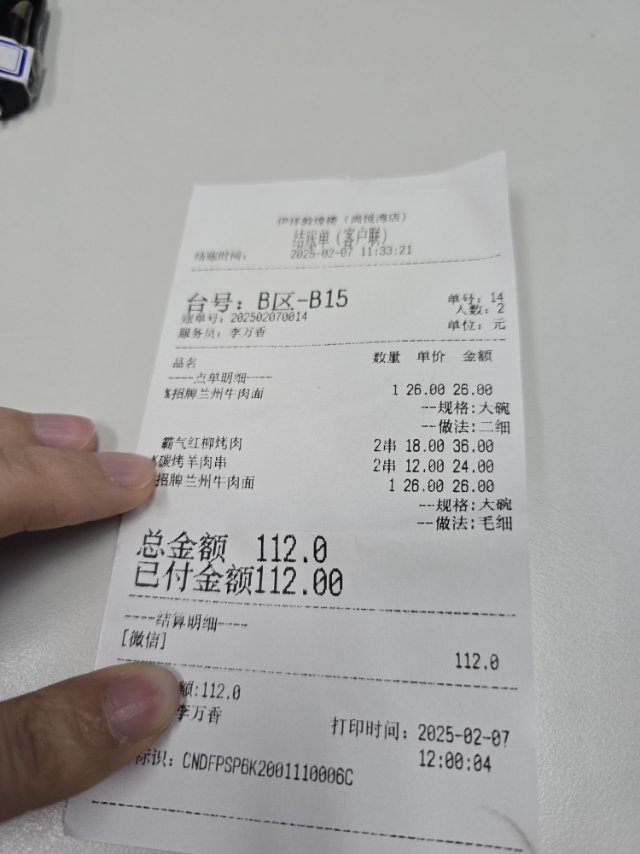 伊祥敦煌楼（尚悦湾店）
结账单（客户联）
结账时间： 2025-02-07 11:33:21
台号：B区-B15
单号：14
账单号：202502070014
人数：2
服务员：李万香
单位：元
品名 数量 单价 金额
----点单明细----
%招牌兰州牛肉面 1 26.00 26.00
--规格:大碗
--做法:二细
霸气红柳烤肉 2串 18.00 36.00
碳烤羊肉串 2串 12.00 24.00
招牌兰州牛肉面 1 26.00 26.00
--规格:大碗
--做法:毛细
总金额 112.0
已付金额112.00
----结算明细----
[微信]
112.0
额:112.0
李万香
打印时间：2025-02-07
12:00:04
标识：CNDFPSP6K2001110006C